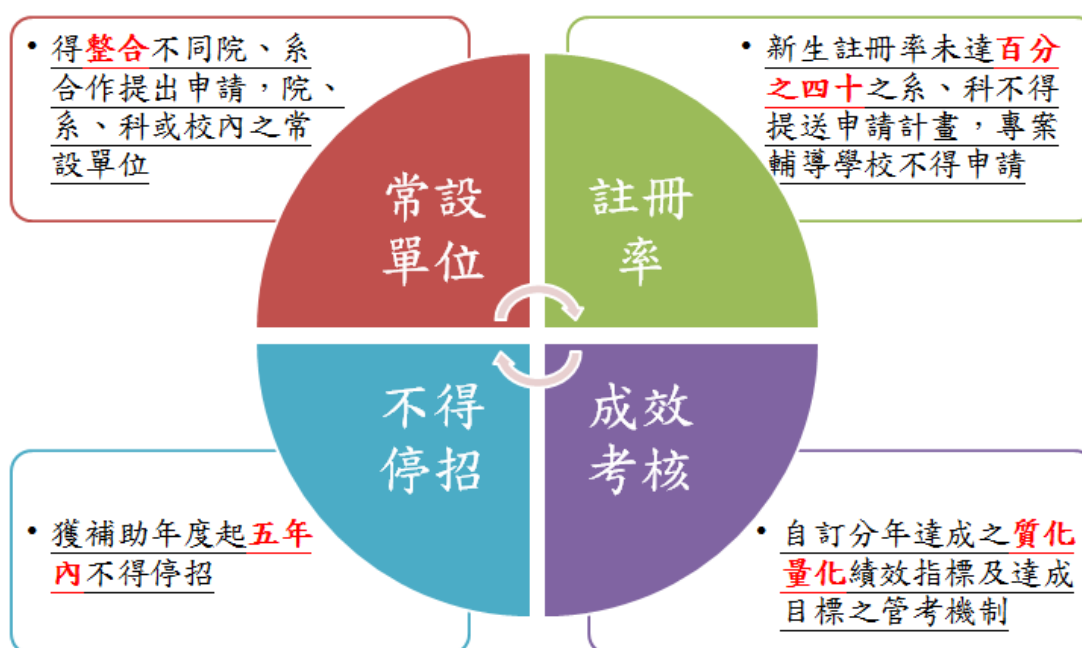 得整合不同院、系
合作提出申請，院、
系、科或校內之常
設單位
新生註冊率未達百分
之四十之系、科不得
提送申請計畫，專案
輔導學校不得申請
常設
單位
註冊
率
不得
停招
成效
考核
獲補助年度起五年
內不得停招
自訂分年達成之質化
量化績效指標及達成
目標之管考機制